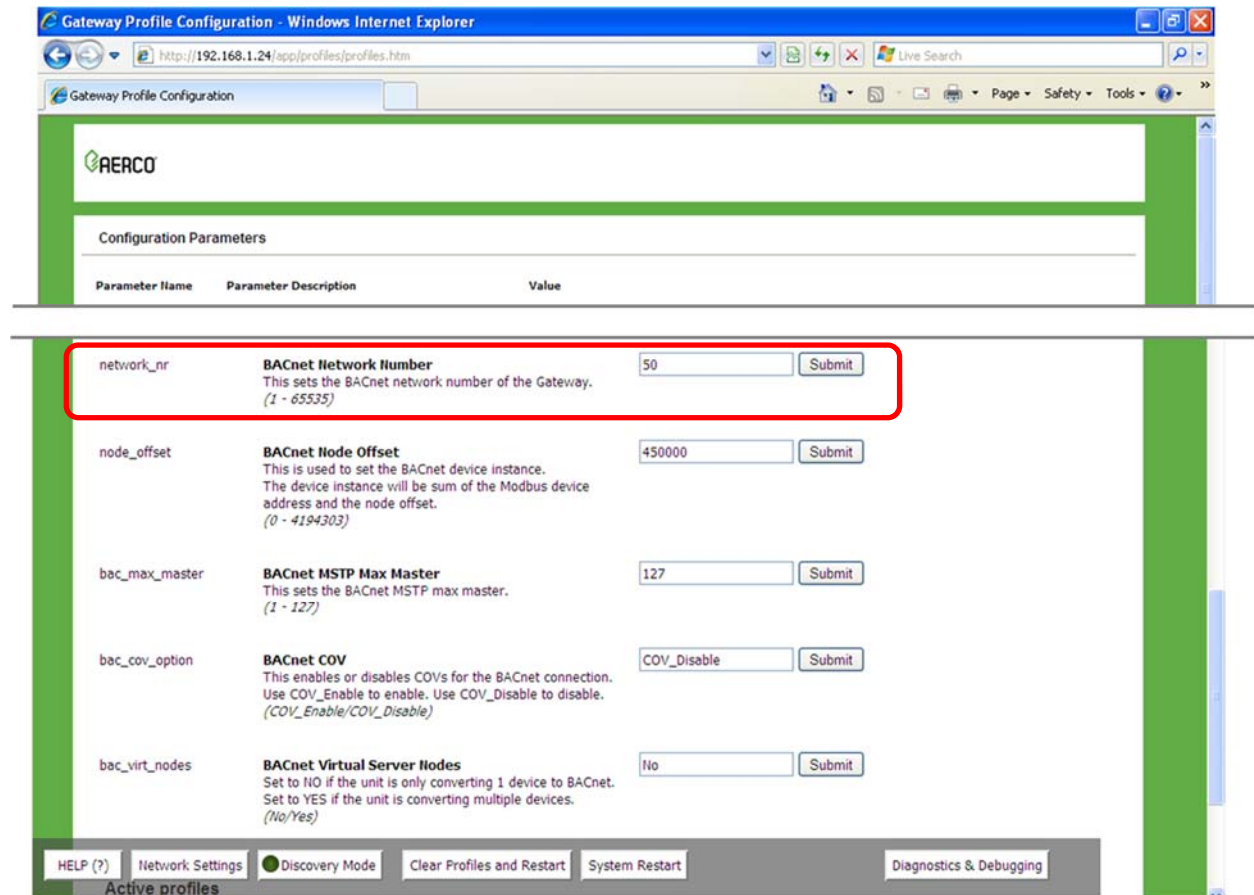 Gateway Profile Configuration - Windows Internet Explorer
http://192.168.1.24/app/profiles/profiles.htm
Live Search
Gateway Profile Configuration
Page
Safety
Tools
AERCO
Configuration Parameters
Parameter Name Parameter Description Value
network_nr BACnet Network Number 50 Submit
This sets the BACnet network number of the Gateway.
(1 - 65535)
node_offset BACnet Node Offset 450000 Submit
This is used to set the BACnet device instance.
The device instance will be sum of the Modbus device
address and the node offset.
(0 - 4194303)
bac_max_master BACnet MSTP Max Master 127 Submit
This sets the BACnet MSTP max master.
(1 - 127)
bac_cov_option BACnet COV COV_Disable Submit
This enables or disables COVs for the BACnet connection.
Use COV_Enable to enable. Use COV_Disable to disable.
(COV_Enable/COV_Disable)
bac_virt_nodes BACnet Virtual Server Nodes No Submit
Set to NO if the unit is only converting 1 device to BACnet.
Set to YES if the unit is converting multiple devices.
(No/Yes)
HELP (?) Network Settings Discovery Mode Clear Profiles and Restart System Restart Diagnostics & Debugging
Active profiles